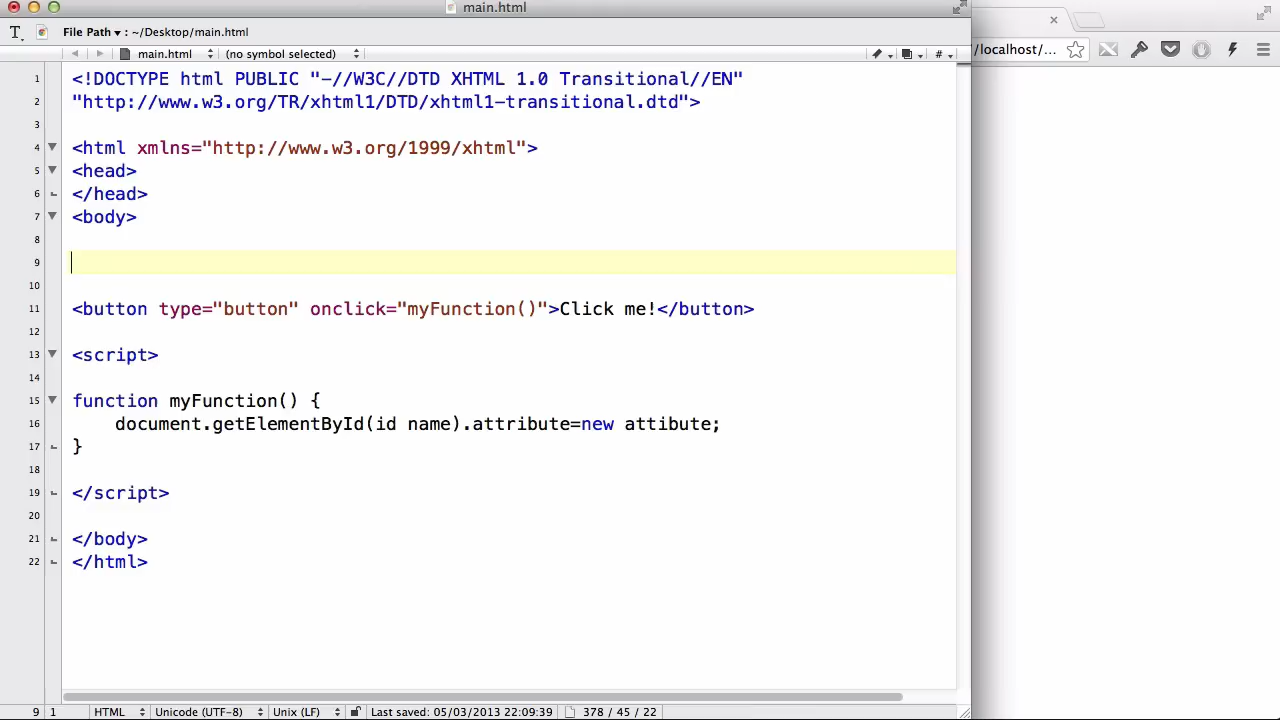 main.html
File Path ▾ : ~/Desktop/main.html
main.html (no symbol selected) #
/localhost/...
1 <!DOCTYPE html PUBLIC "-//W3C//DTD XHTML 1.0 Transitional//EN"
2 "http://www.w3.org/TR/xhtml1/DTD/xhtml1-transitional.dtd">
3
4 <html xmlns="http://www.w3.org/1999/xhtml">
5 <head>
6 </head>
7 <body>
8
9
10
11 <button type="button" onclick="myFunction()">Click me!</button>
12
13 <script>
14
15 function myFunction() {
16 document.getElementById(id name).attribute=new attibute;
17 }
18
19 </script>
20
21 </body>
22 </html>
9 1 HTML Unicode (UTF-8) Unix (LF) Last saved: 05/03/2013 22:09:39 378 / 45 / 22